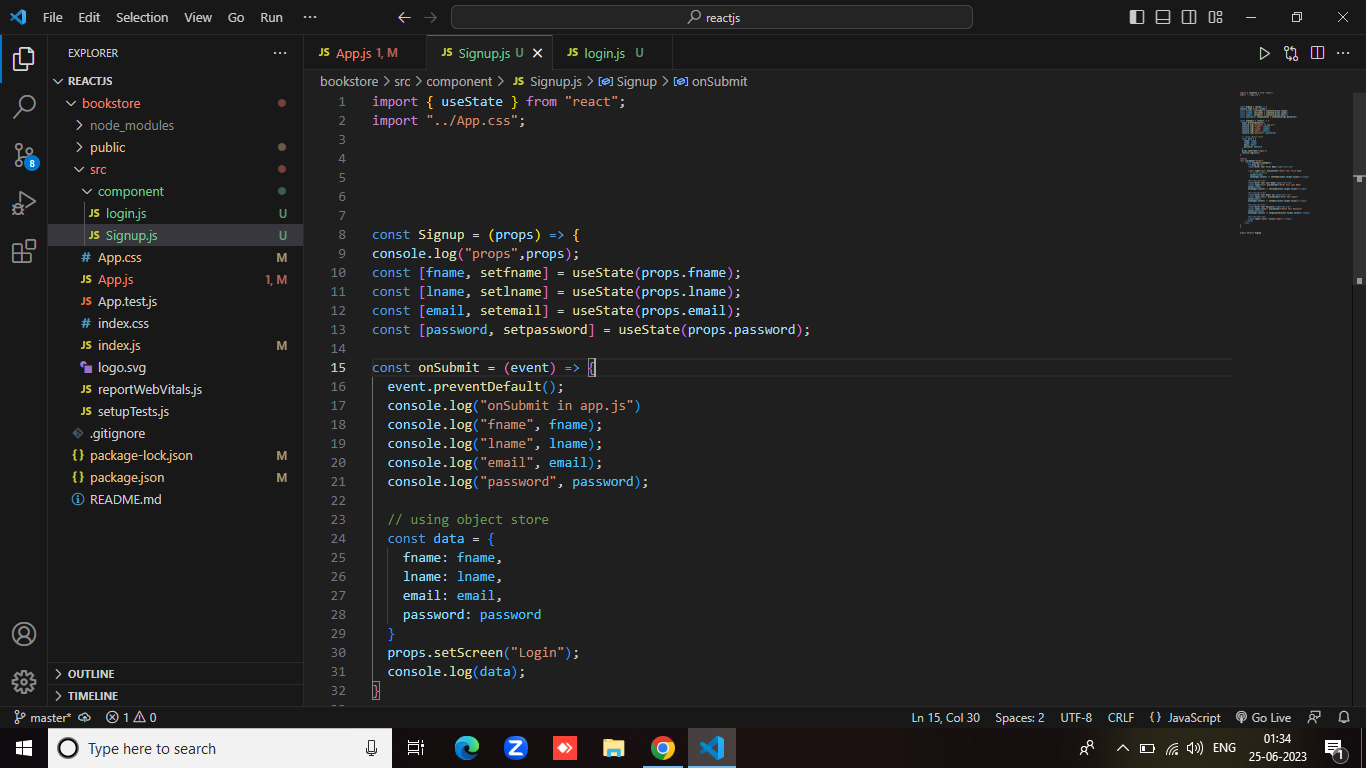 File Edit Selection View Go Run ··· reactjs
EXPLORER ···
REACTJS
bookstore
node_modules
public
src
component
login.js U
Signup.js U
App.css M
App.js 1, M
App.test.js
index.css
index.js M
logo.svg
reportWebVitals.js
setupTests.js
.gitignore
package-lock.json M
package.json M
README.md
OUTLINE
TIMELINE
8
App.js 1, M Signup.js U login.js U ···
bookstore > src > component > JS Signup.js > Signup > onSubmit
1 import { useState } from "react";
2 import "../App.css";
3
4
5
6
7
8 const Signup = (props) => {
9 console.log("props",props);
10 const [fname, setfname] = useState(props.fname);
11 const [lname, setlname] = useState(props.lname);
12 const [email, setemail] = useState(props.email);
13 const [password, setpassword] = useState(props.password);
14
15 const onSubmit = (event) => {
16 event.preventDefault();
17 console.log("onSubmit in app.js")
18 console.log("fname", fname);
19 console.log("lname", lname);
20 console.log("email", email);
21 console.log("password", password);
22
23 // using object store
24 const data = {
25 fname: fname,
26 lname: lname,
27 email: email,
28 password: password
29 }
30 props.setScreen("Login");
31 console.log(data);
32 }
master* 1 0 Ln 15, Col 30 Spaces: 2 UTF-8 CRLF {} JavaScript Go Live
Type here to search ENG 01:34
25-06-2023 1